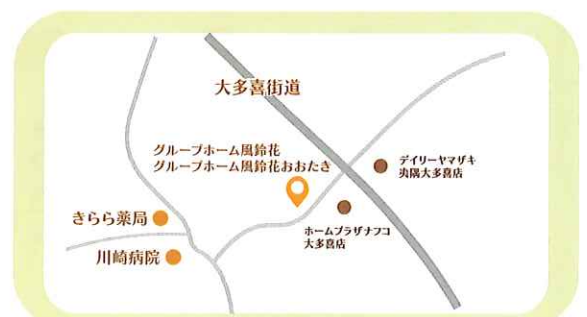 大多喜街道
グループホーム風鈴花
グループホーム風鈴花おおたき
デイリーヤマザキ
夷隅大多喜店
きらら薬局
ホームプラザナフコ
大多喜店
川崎病院